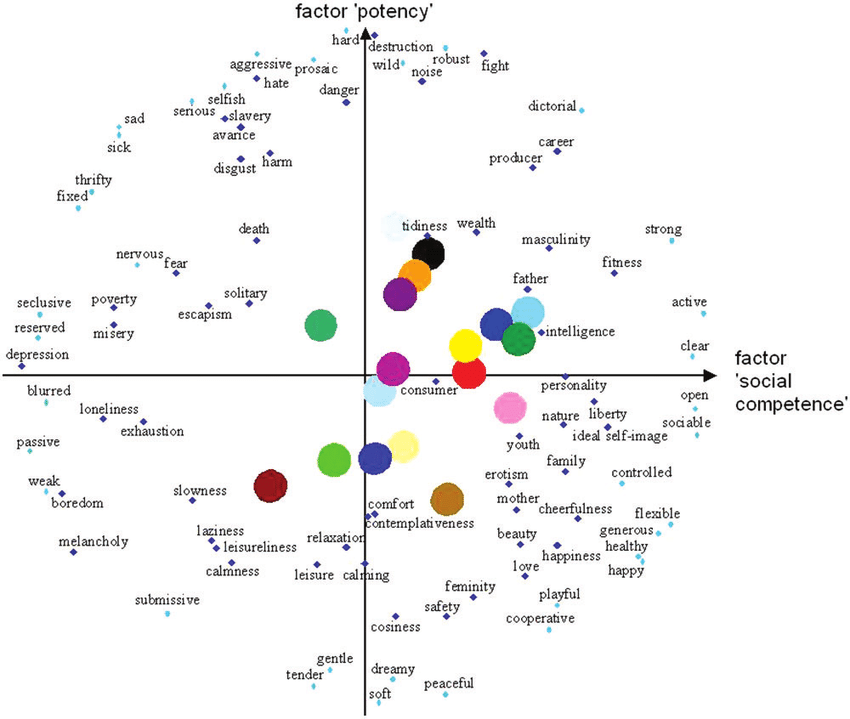 factor 'potency'
hard
destruction
robust
fight
aggressive
prosaic
wild
noise
hate
danger
selfish
serious
slavery
avarice
dictorial
sad
sick
career
producer
harm
disgust
thrifty
fixed
death
tidiness
wealth
masculinity
strong
nervous
fear
father
fitness
seclusive
poverty
escapism
solitary
active
reserved
misery
intelligence
depression
clear
factor
'social
competence'
blurred
consumer
personality
open
loneliness
exhaustion
nature
liberty
sociable
ideal self-image
passive
youth
family
weak
boredom
slowness
erotism
controlled
comfort
mother
cheerfulness
contemplativeness
flexible
melancholy
laziness
leisureliness
relaxation
beauty
generous
happiness
healthy
calmness
leisure
calming
love
happy
feminity
playful
submissive
safety
cooperative
cosiness
gentle
tender
dreamy
peaceful
soft